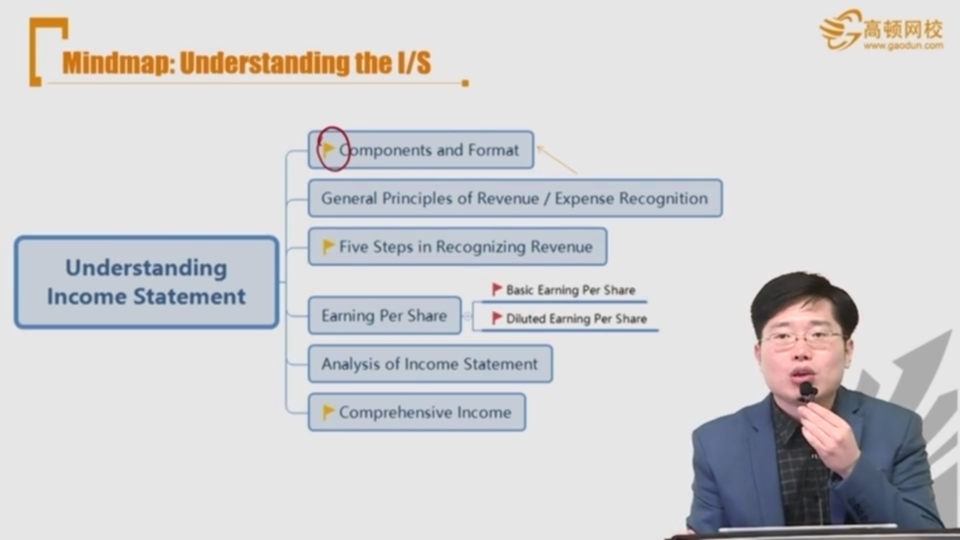 Mindmap: Understanding the I/S
高顿网校
www.gaodun.com
Understanding
Income Statement
Components and Format
General Principles of Revenue / Expense Recognition
Five Steps in Recognizing Revenue
Earning Per Share
Basic Earning Per Share
Diluted Earning Per Share
Analysis of Income Statement
Comprehensive Income